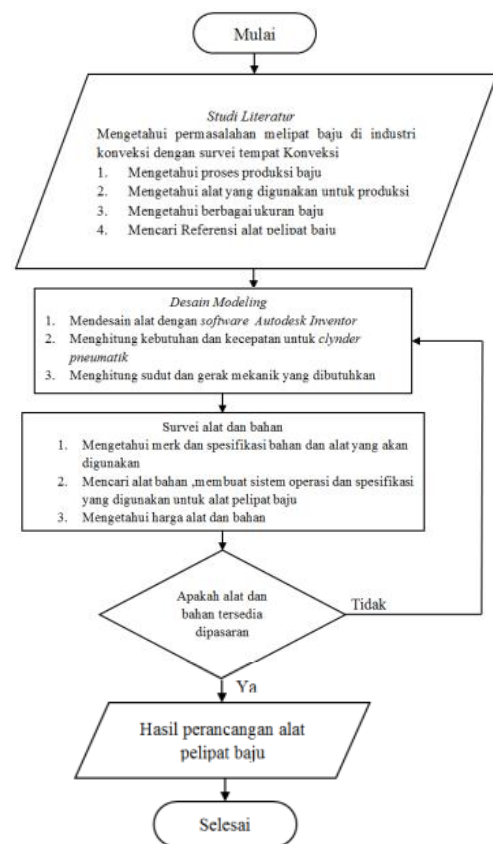 Mulai
Studi Literatur
Mengetahui permasalahan melipat baju di industri
konveksi dengan survei tempat Konveksi
1. Mengetahui proses produksi baju
2. Mengetahui alat yang digunakan untuk produksi
3. Mengetahui berbagai ukuran baju
4. Mencari Referensi alat pelipat baju
Desain Modeling
1. Mendesain alat dengan software Autodesk Inventor
2. Menghitung kebutuhan dan kecepatan untuk clynder
pneumatik
3. Menghitung sudut dan gerak mekanik yang dibutuhkan
Survei alat dan bahan
1. Mengetahui merk dan spesifikasi bahan dan alat yang akan
digunakan
2. Mencari alat bahan ,membuat sistem operasi dan spesifikasi
yang digunakan untuk alat pelipat baju
3. Mengetahui harga alat dan bahan
Apakah alat dan
bahan tersedia
dipasaran
Tidak
Ya
Hasil perancangan alat
pelipat baju
Selesai